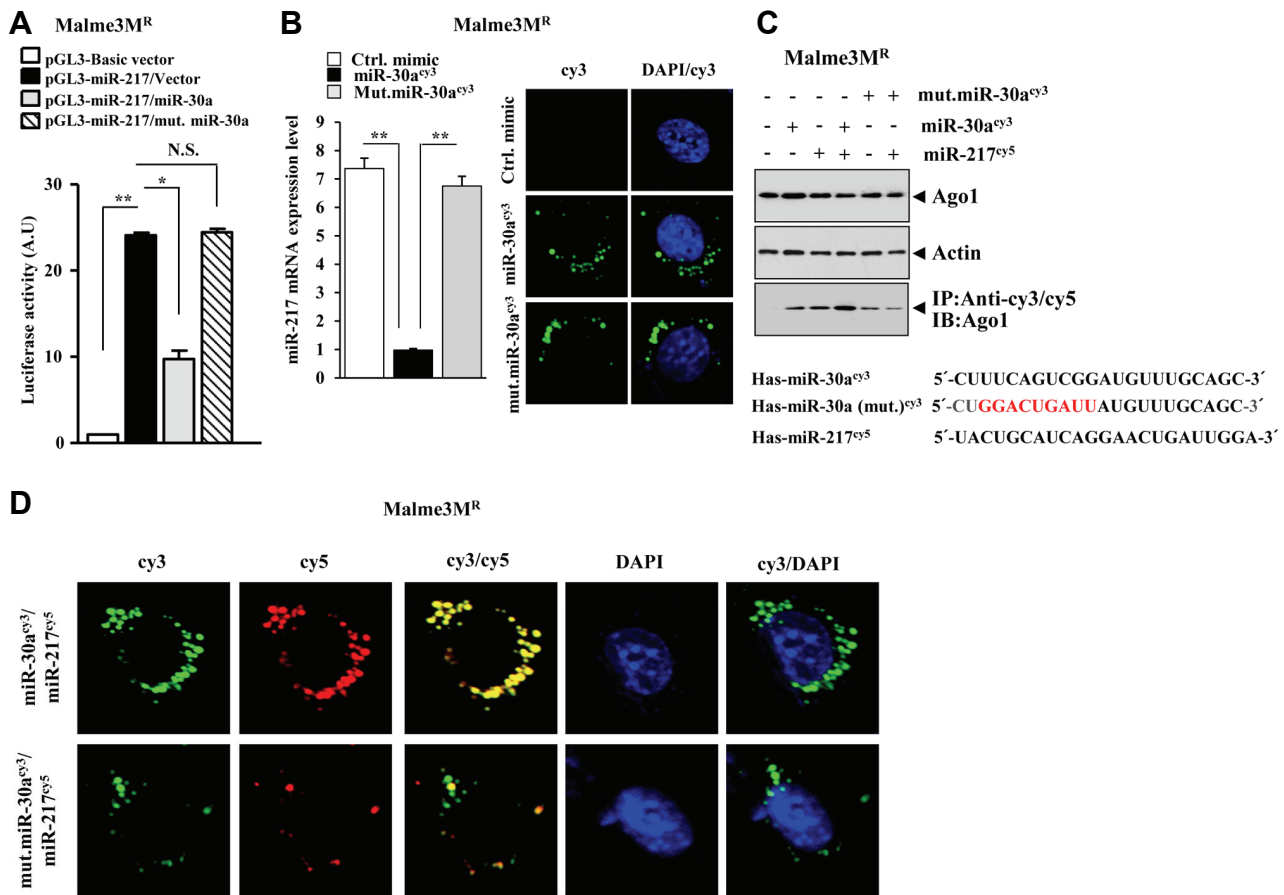 A
Malme3MR
pGL3-Basic vector
pGL3-miR-217/Vector
pGL3-miR-217/miR-30a
pGL3-miR-217/mut. miR-30a
N.S.
**
*
30
20
10
0
Luciferase activity (A.U)
B
Malme3MR
Ctrl. mimic
miR-30acy3
Mut.miR-30acy3
miR-217 mRNA expression level
9
8
7
6
5
4
3
2
1
0
**
**
cy3
DAPI/cy3
Ctrl. mimic
miR-30acy3
mut.miR-30acy3
C
Malme3MR
- - - - + + mut.miR-30acy3
- + - + - - miR-30acy3
- - + + - + miR-217cy5
Ago1
Actin
IP:Anti-cy3/cy5
IB:Ago1
Has-miR-30acy3 5´-CUUUCAGUCGGAUGUUUGCAGC-3´
Has-miR-30a (mut.)cy3 5´-CUGGACUGAUUAUGUUUGCAGC-3´
Has-miR-217cy5 5´-UACUGCAUCAGGAACUGAUUGGA-3´
D
Malme3MR
cy3
cy5
cy3/cy5
DAPI
cy3/DAPI
miR-30acy3/
miR-217cy5
mut.miR-30acy3/
miR-217cy5